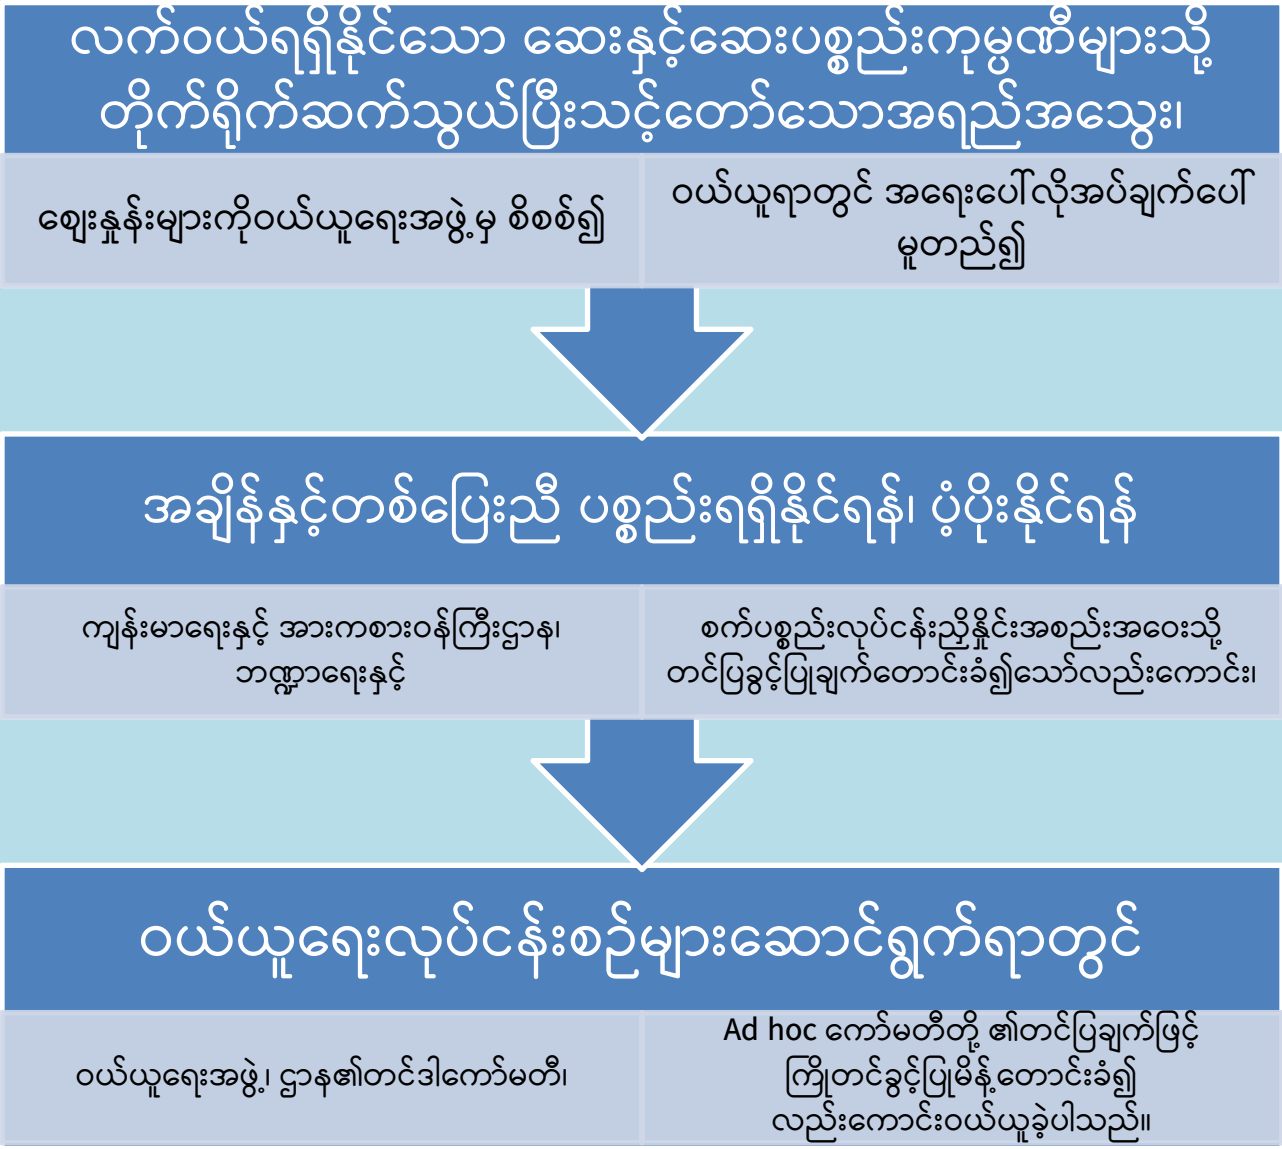 လက်ဝယ်ရရှိနိုင်သော ဆေးနှင့်ဆေးပစ္စည်းကုမ္ပဏီများသို့
တိုက်ရိုက်ဆက်သွယ်ပြီးသင့်တော်သောအရည်အသွေး၊
ဈေးနှုန်းများကိုဝယ်ယူရေးအဖွဲ့မှ စိစစ်၍
ဝယ်ယူရာတွင် အရေးပေါ်လိုအပ်ချက်ပေါ်
မူတည်၍
အချိန်နှင့်တစ်ပြေးညီ ပစ္စည်းရရှိနိုင်ရန်၊ ပံ့ပိုးနိုင်ရန်
ကျန်းမာရေးနှင့် အားကစားဝန်ကြီးဌာန၊
ဘဏ္ဍာရေးနှင့်
စက်ပစ္စည်းလုပ်ငန်းညှိနှိုင်းအစည်းအဝေးသို့
တင်ပြခွင့်ပြုချက်တောင်းခံ၍သော်လည်းကောင်း၊
ဝယ်ယူရေးလုပ်ငန်းစဉ်များဆောင်ရွက်ရာတွင်
ဝယ်ယူရေးအဖွဲ့၊ ဌာန၏တင်ဒါကော်မတီ၊
Ad hoc ကော်မတီတို့ ၏တင်ပြချက်ဖြင့်
ကြိုတင်ခွင့်ပြုမိန့်တောင်းခံ၍
လည်းကောင်းဝယ်ယူခဲ့ပါသည်။